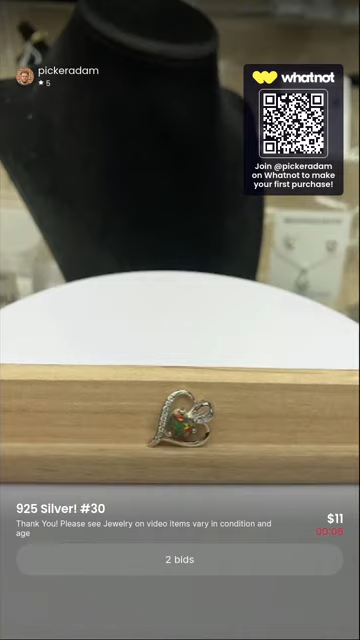 pickeradam
★ 5
whatnot
Join @pickeradam
on Whatnot to make
your first purchase!
925 Silver! #30
$11
Thank You! Please see Jewelry on video items vary in condition and
age
00:06
2 bids